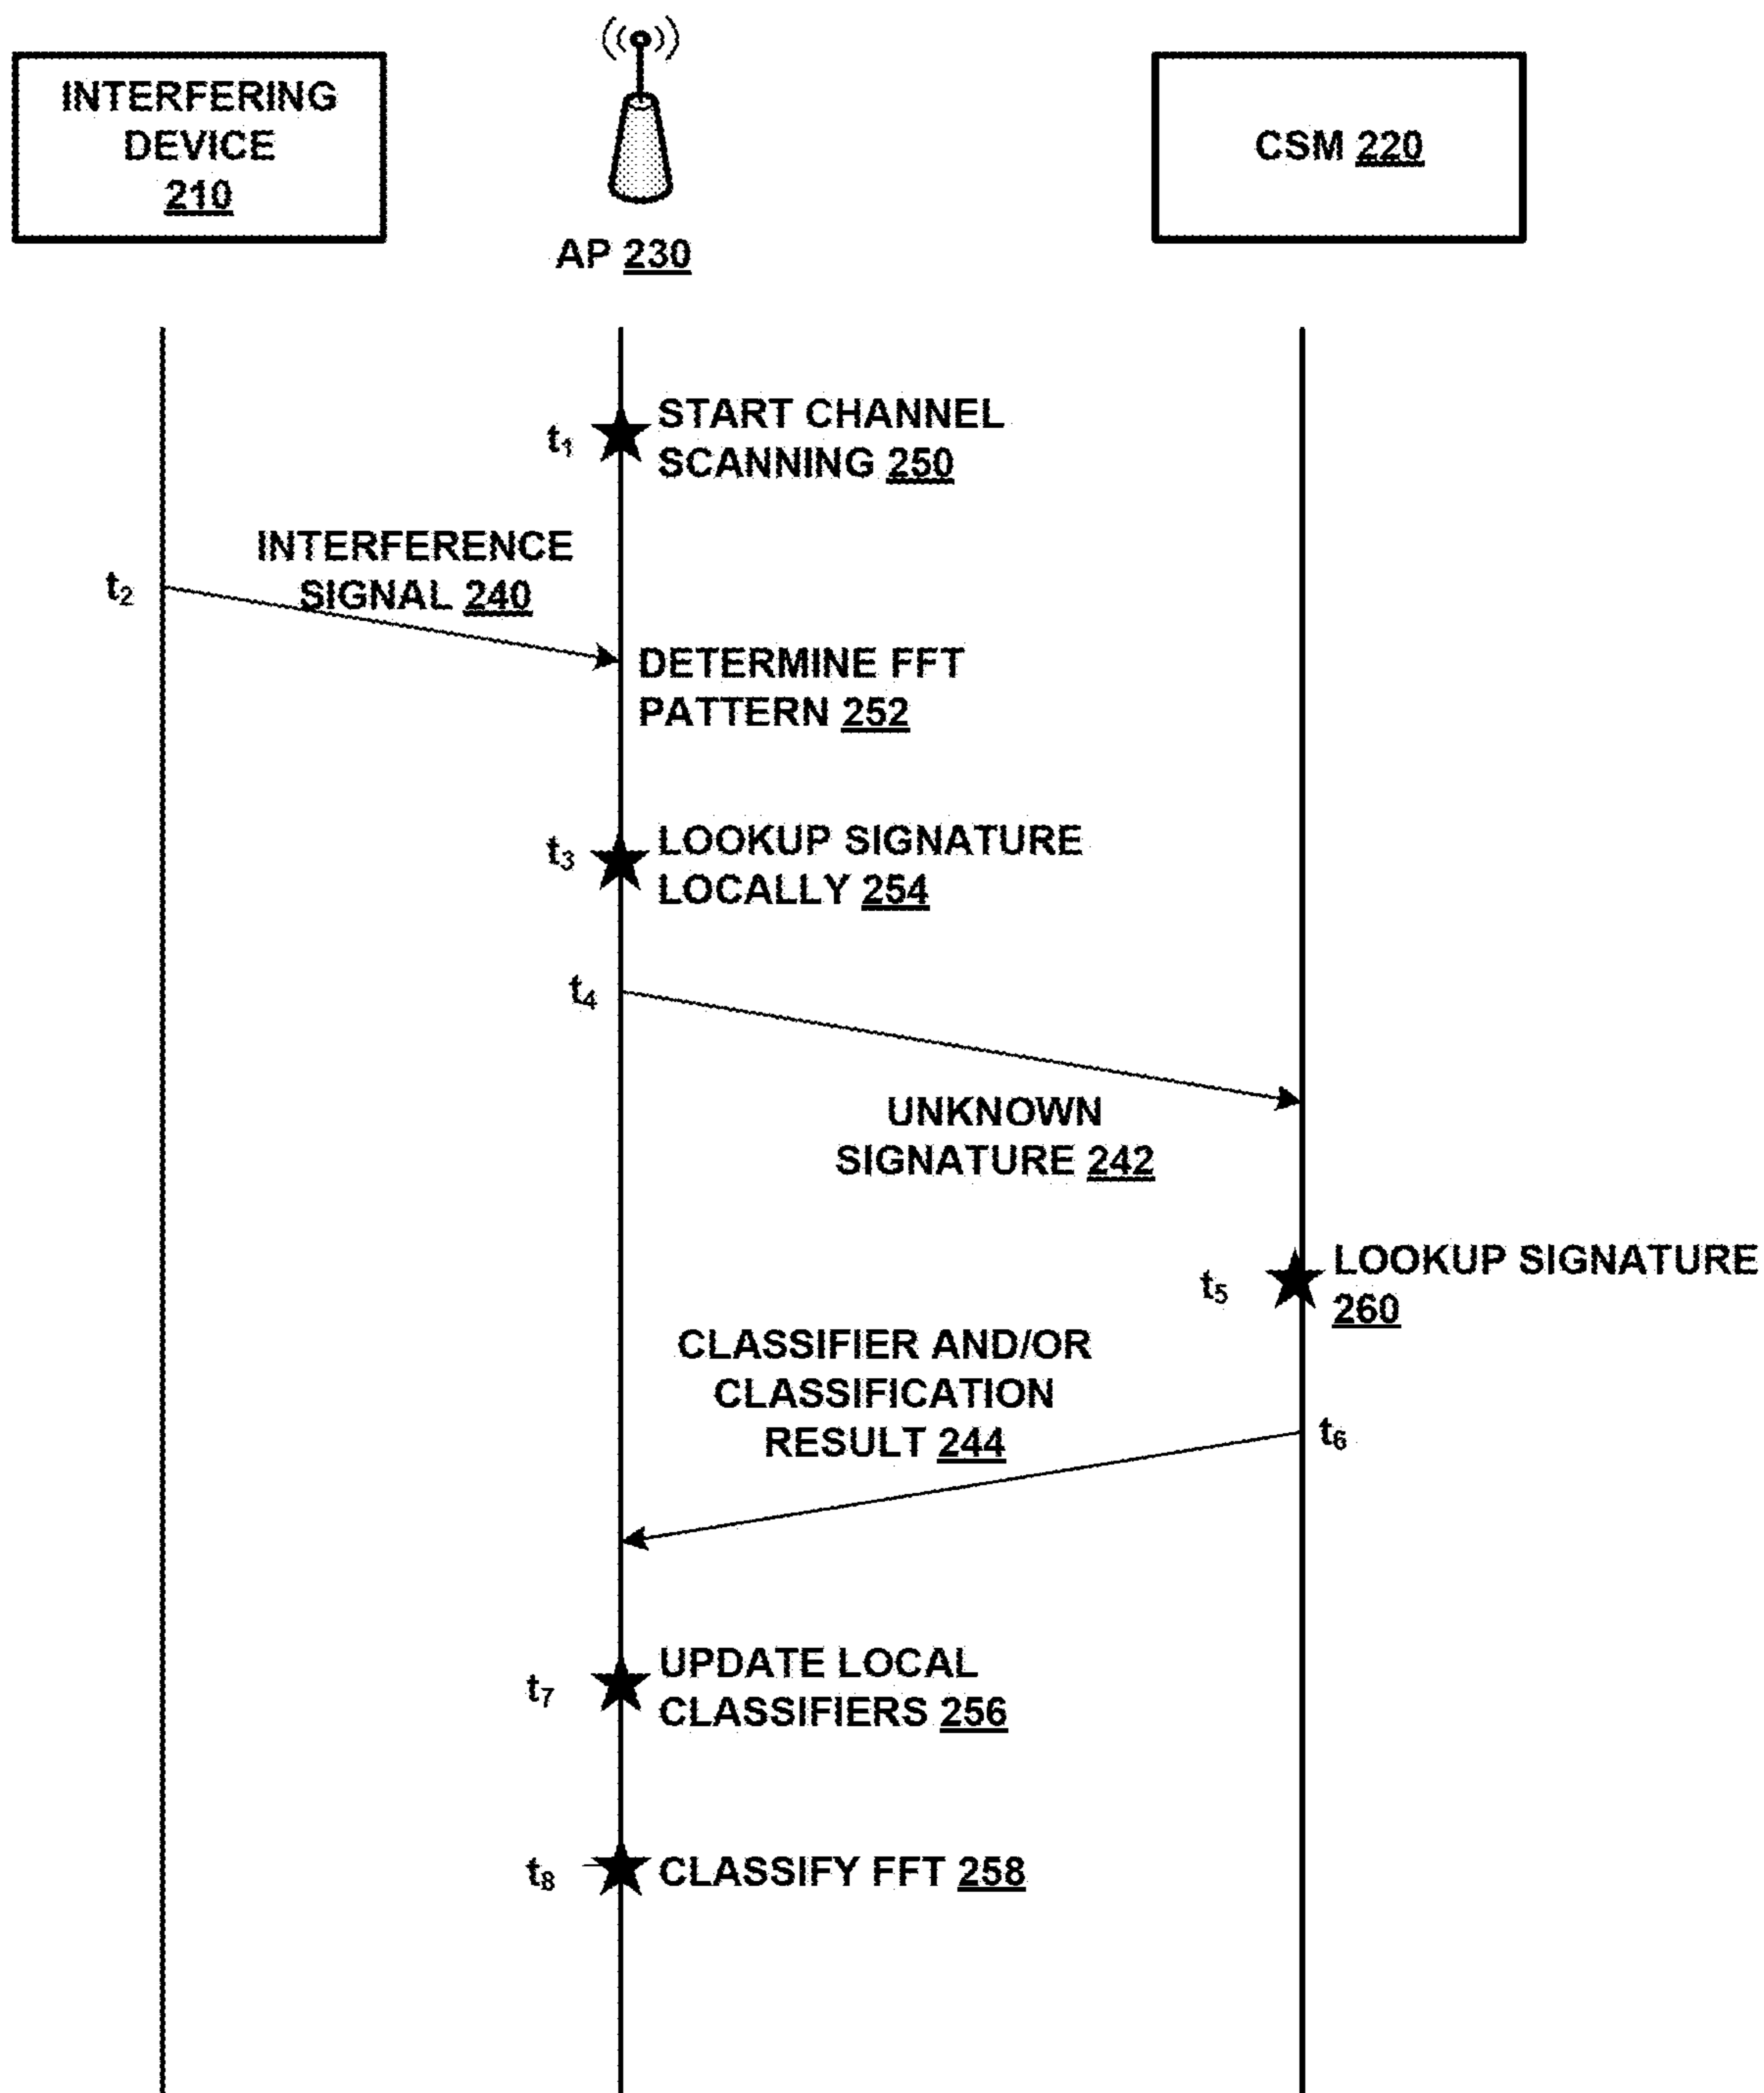 INTERFERING
DEVICE
210
AP 230
CSM 220
t1
START CHANNEL
SCANNING 250
INTERFERENCE
SIGNAL 240
t2
DETERMINE FFT
PATTERN 252
t3
LOOKUP SIGNATURE
LOCALLY 254
t4
UNKNOWN
SIGNATURE 242
t5
LOOKUP SIGNATURE
260
CLASSIFIER AND/OR
CLASSIFICATION
RESULT 244
t6
t7
UPDATE LOCAL
CLASSIFIERS 256
t8
CLASSIFY FFT 258